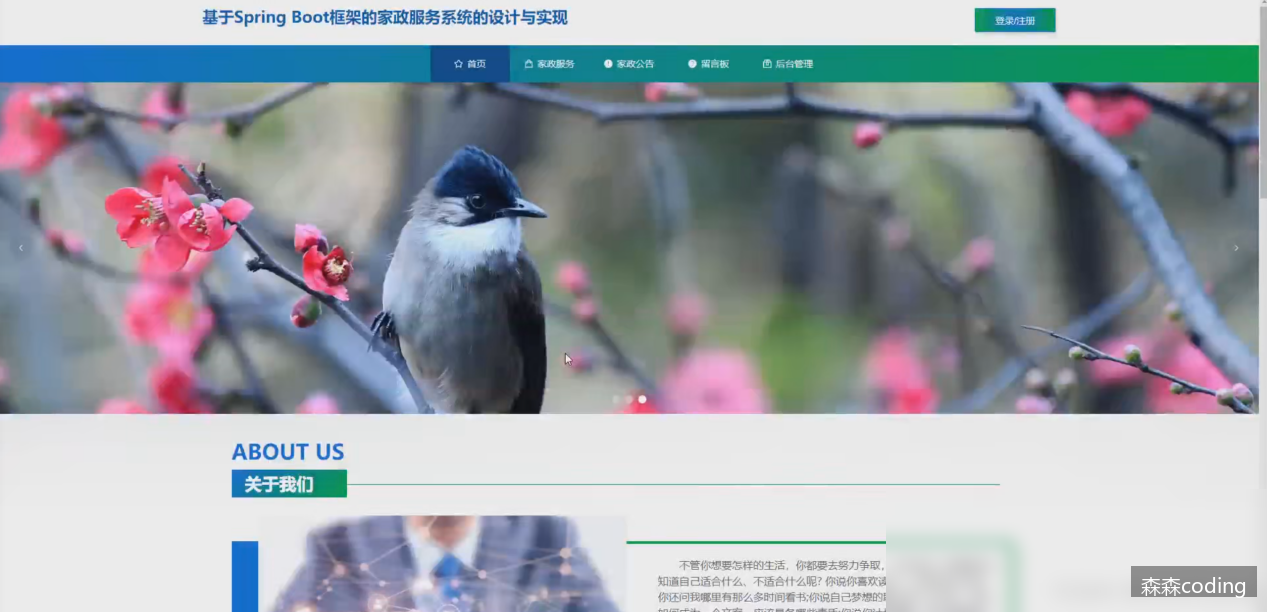 基于Spring Boot框架的家政服务系统的设计与实现
登录/注册
首页 家政服务 家政公告 留言板 后台管理
ABOUT US
关于我们
不管你想要怎样的生活，你都要去努力争取，
知道自己适合什么、不适合什么呢? 你说你喜欢读
你还问我哪里有那么多时间看书;你说自己梦想的
森森coding